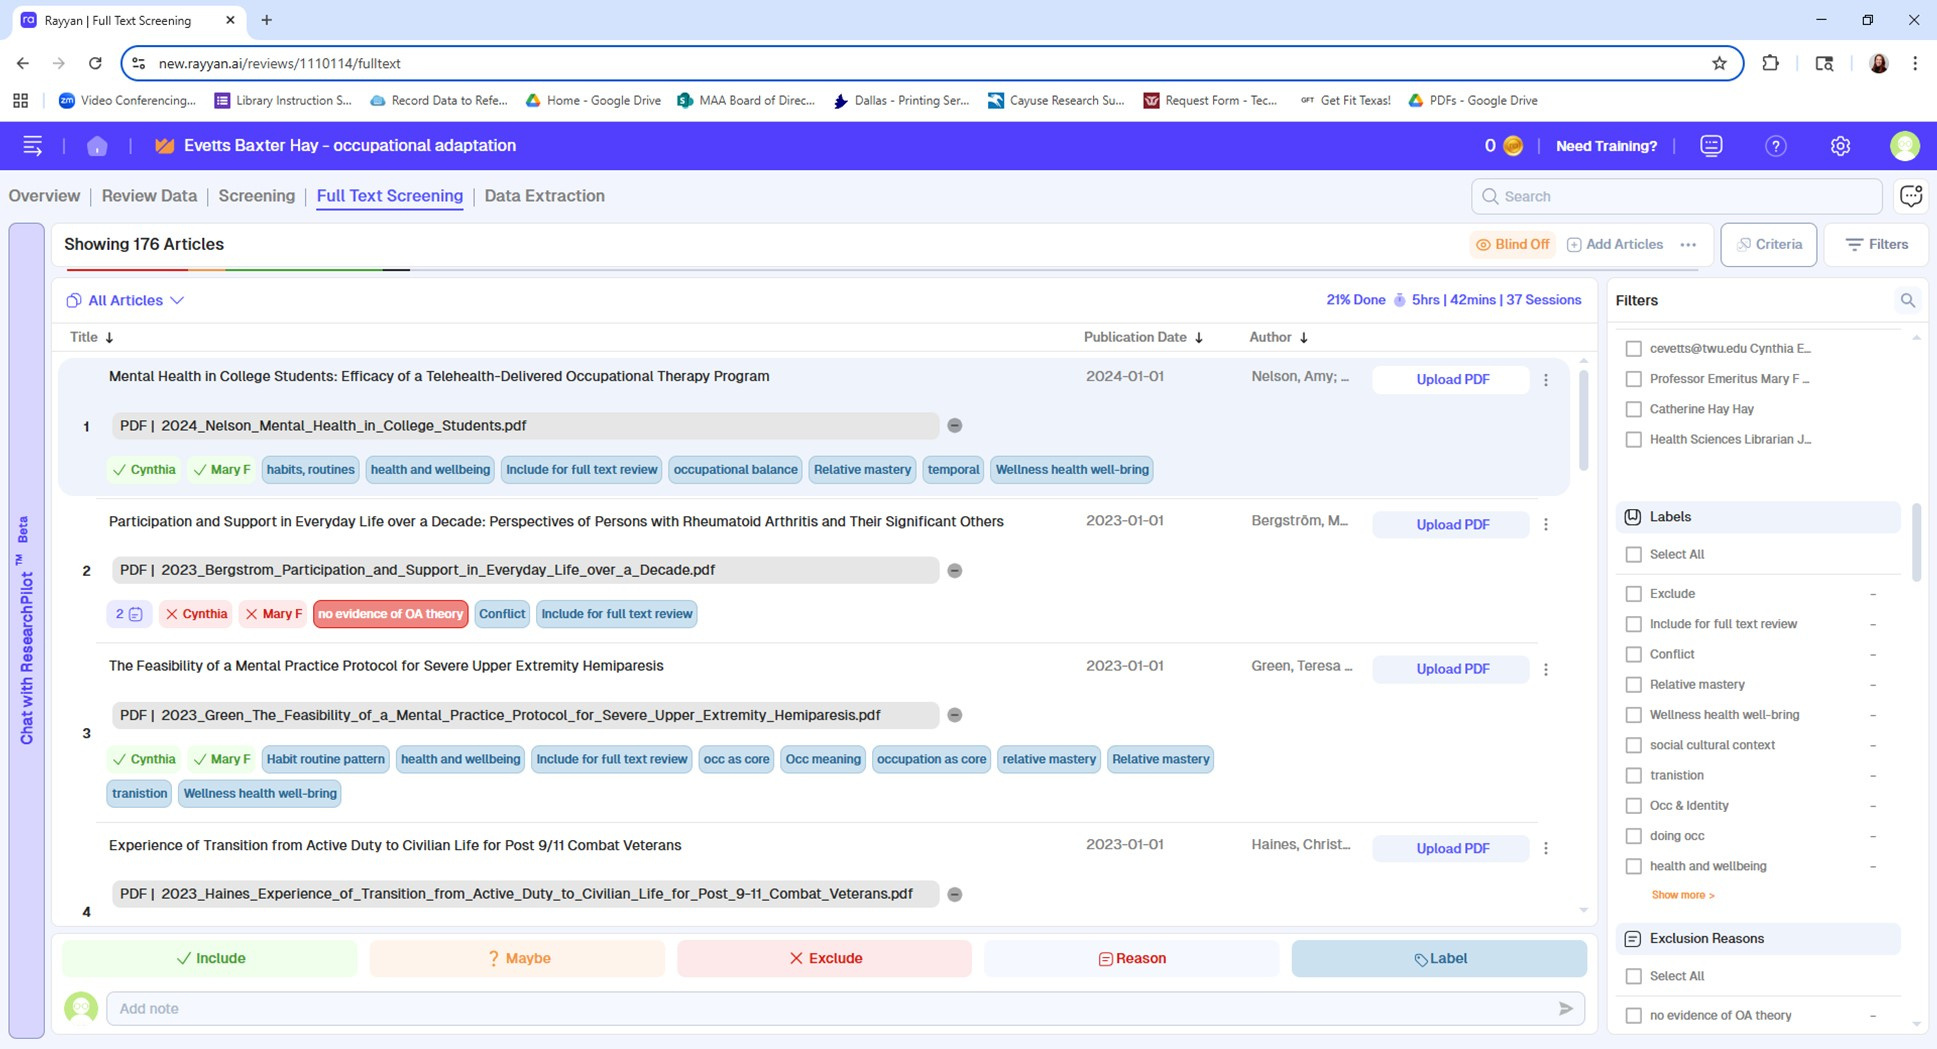 Rayyan | Full Text Screening
new.rayyan.ai/reviews/1110114/fulltext
zm Video Conferencing... Library Instruction S... Record Data to Refe... Home - Google Drive MAA Board of Direc... Dallas - Printing Ser... Cayuse Research Su... Request Form - Tec... GFT Get Fit Texas! PDFs - Google Drive
Evetts Baxter Hay - occupational adaptation 0 Need Training?
Overview | Review Data | Screening | Full Text Screening | Data Extraction Search
Showing 176 Articles Blind Off Add Articles ... Criteria Filters
Chat with ResearchPilot ™ Beta
All Articles 21% Done 5hrs | 42mins | 37 Sessions
Title Publication Date Author
1
Mental Health in College Students: Efficacy of a Telehealth-Delivered Occupational Therapy Program 2024-01-01 Nelson, Amy; ... Upload PDF
PDF | 2024_Nelson_Mental_Health_in_College_Students.pdf
Cynthia Mary F habits, routines health and wellbeing Include for full text review occupational balance Relative mastery temporal Wellness health well-bring
2
Participation and Support in Everyday Life over a Decade: Perspectives of Persons with Rheumatoid Arthritis and Their Significant Others 2023-01-01 Bergström, M... Upload PDF
PDF | 2023_Bergstrom_Participation_and_Support_in_Everyday_Life_over_a_Decade.pdf
2 Cynthia Mary F no evidence of OA theory Conflict Include for full text review
3
The Feasibility of a Mental Practice Protocol for Severe Upper Extremity Hemiparesis 2023-01-01 Green, Teresa ... Upload PDF
PDF | 2023_Green_The_Feasibility_of_a_Mental_Practice_Protocol_for_Severe_Upper_Extremity_Hemiparesis.pdf
Cynthia Mary F Habit routine pattern health and wellbeing Include for full text review occ as core Occ meaning occupation as core relative mastery Relative mastery
tranistion Wellness health well-bring
4
Experience of Transition from Active Duty to Civilian Life for Post 9/11 Combat Veterans 2023-01-01 Haines, Christ... Upload PDF
PDF | 2023_Haines_Experience_of_Transition_from_Active_Duty_to_Civilian_Life_for_Post_9-11_Combat_Veterans.pdf
Include ? Maybe Exclude Reason Label
Add note
Filters
cevetts@twu.edu Cynthia E...
Professor Emeritus Mary F ...
Catherine Hay Hay
Health Sciences Librarian J...
Labels
Select All
Exclude -
Include for full text review -
Conflict -
Relative mastery -
Wellness health well-bring -
social cultural context -
tranistion -
Occ & Identity -
doing occ -
health and wellbeing -
Show more >
Exclusion Reasons
Select All
no evidence of OA theory -